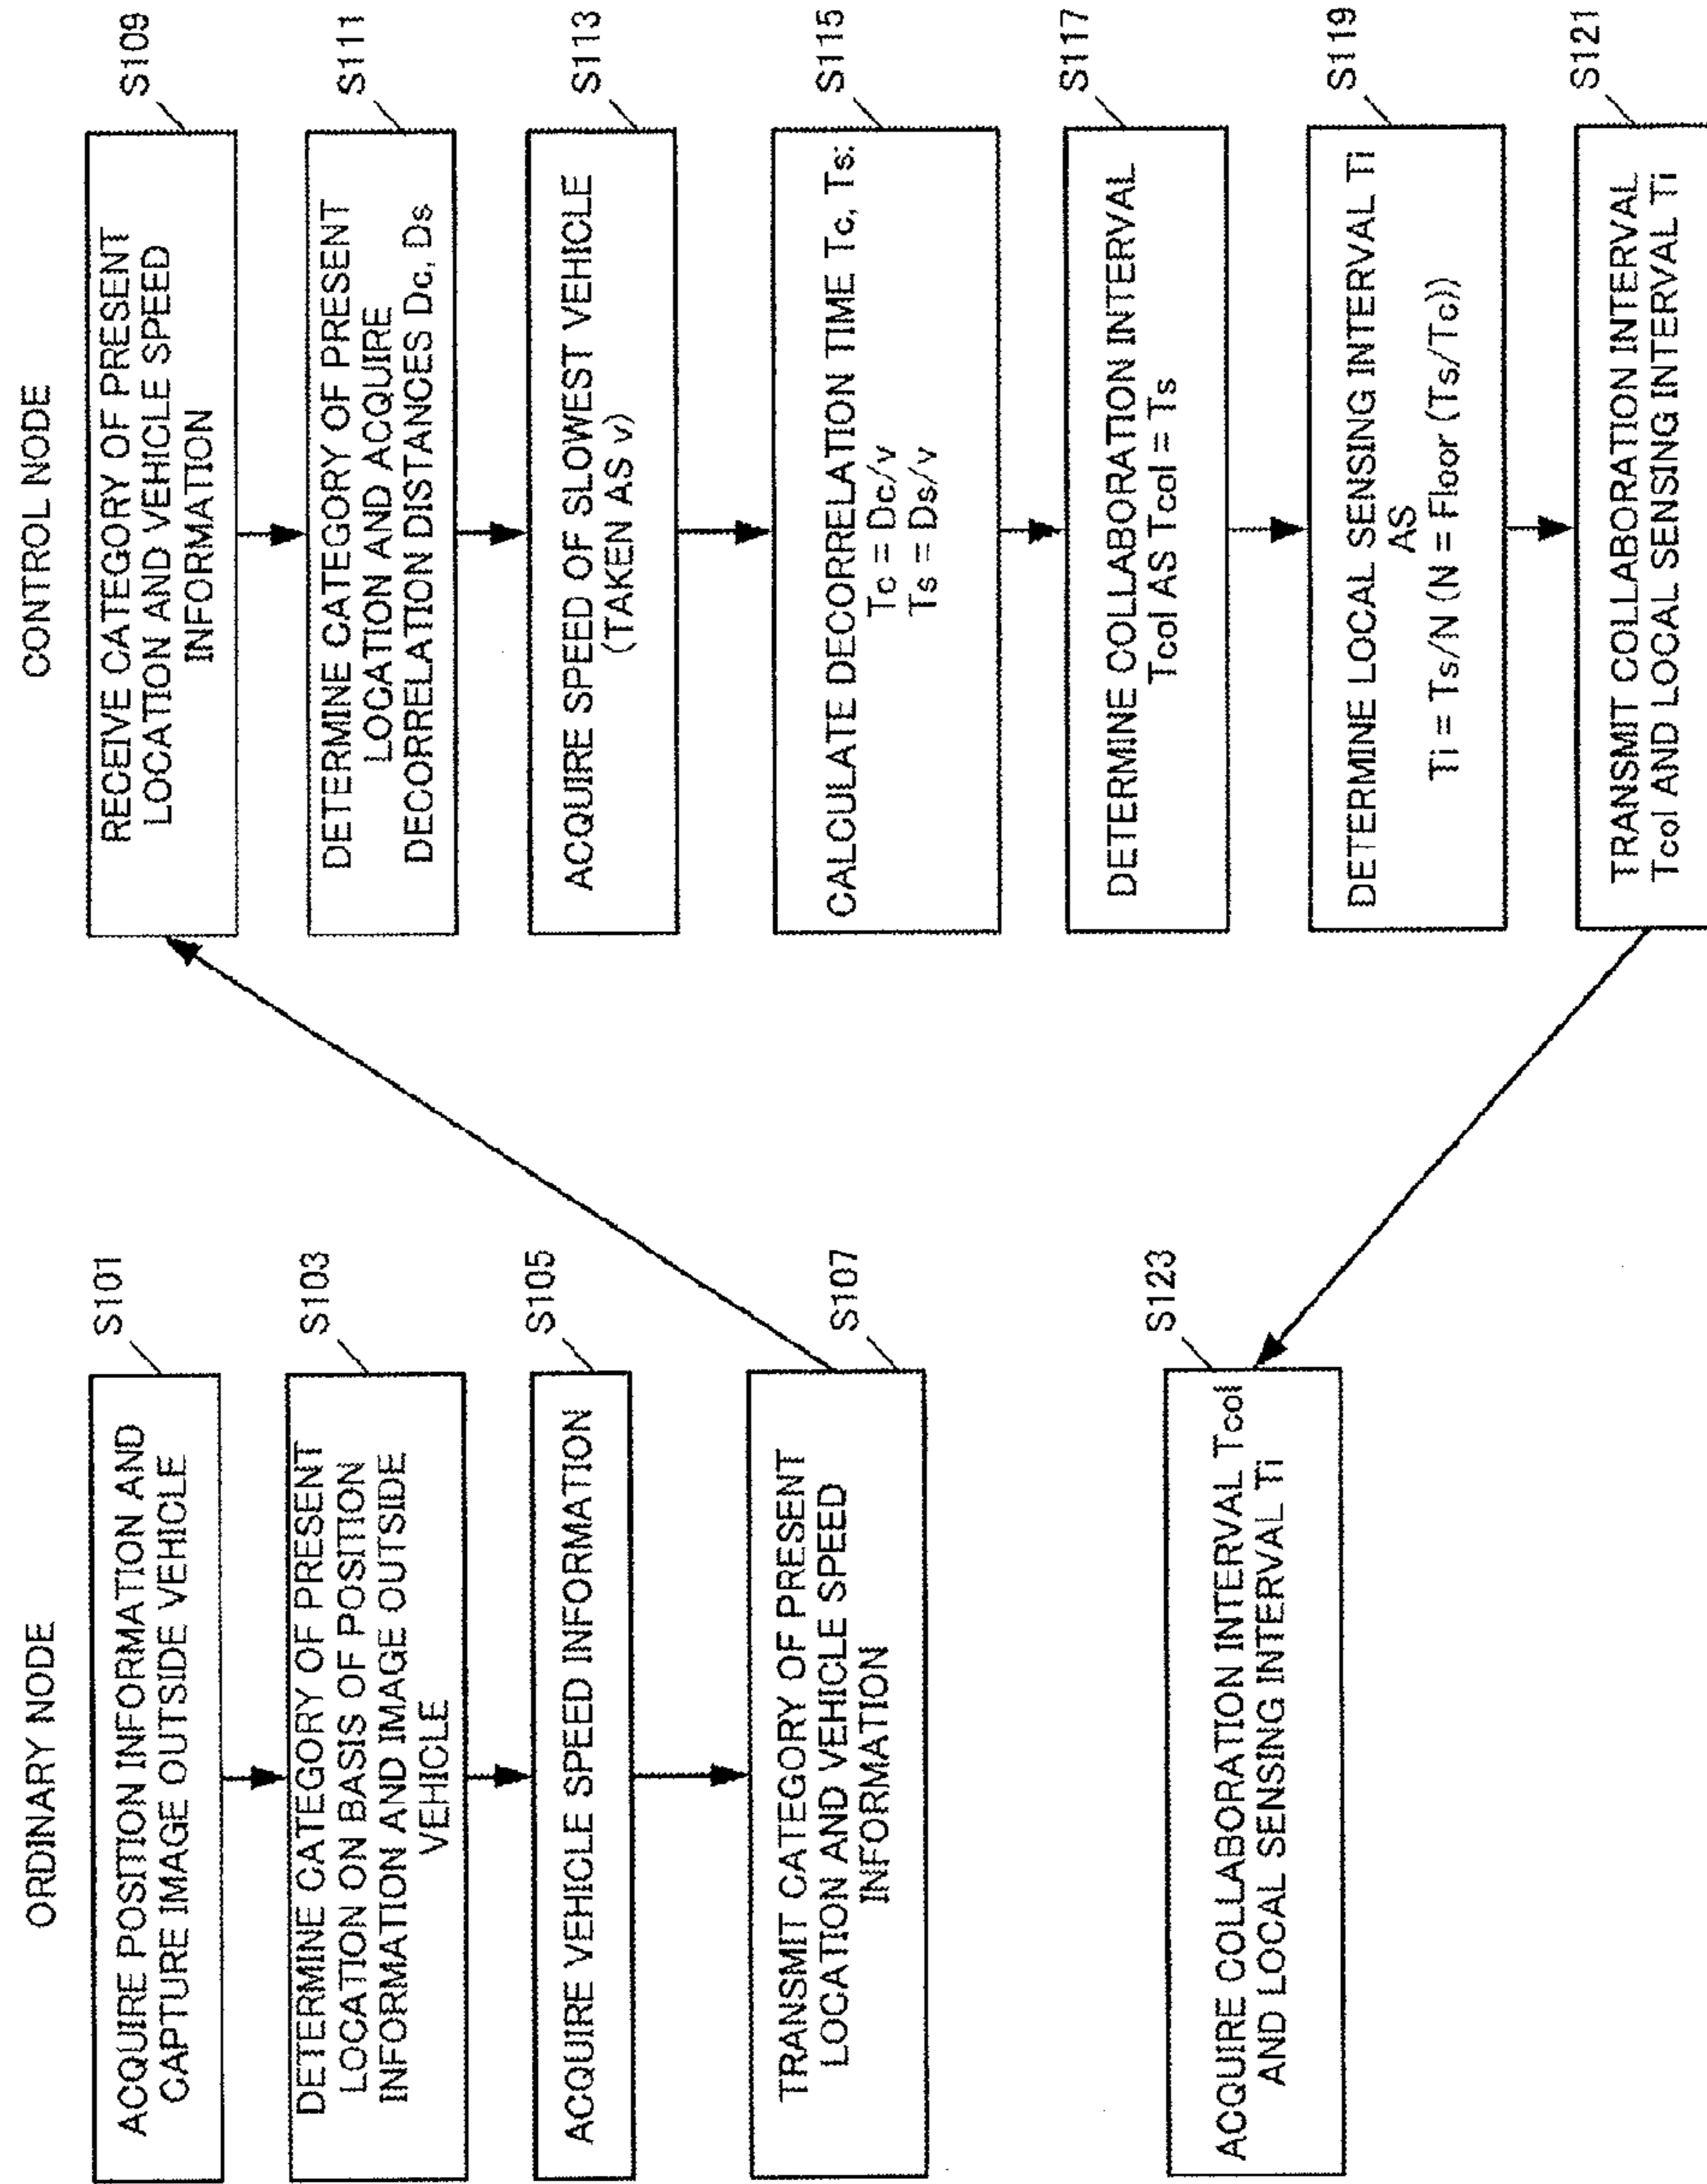 ORDINARY NODE
S101
ACQUIRE POSITION INFORMATION AND
CAPTURE IMAGE OUTSIDE VEHICLE
S103
DETERMINE CATEGORY OF PRESENT
LOCATION ON BASIS OF POSITION
INFORMATION AND IMAGE OUTSIDE
VEHICLE
S105
ACQUIRE VEHICLE SPEED INFORMATION
S107
TRANSMIT CATEGORY OF PRESENT
LOCATION AND VEHICLE SPEED
INFORMATION
S123
ACQUIRE COLLABORATION INTERVAL Tcol
AND LOCAL SENSING INTERVAL Ti
CONTROL NODE
S109
RECEIVE CATEGORY OF PRESENT
LOCATION AND VEHICLE SPEED
INFORMATION
S111
DETERMINE CATEGORY OF PRESENT
LOCATION AND ACQUIRE
DECORRELATION DISTANCES Dc, Ds
S113
ACQUIRE SPEED OF SLOWEST VEHICLE
(TAKEN AS v)
S115
CALCULATE DECORRELATION TIME Tc, Ts:
Tc = Dc/v
Ts = Ds/v
S117
DETERMINE COLLABORATION INTERVAL
Tcol AS Tcol = Ts
S119
DETERMINE LOCAL SENSING INTERVAL Ti
AS
Ti = Ts/N (N = Floor (Ts/Tc))
S121
TRANSMIT COLLABORATION INTERVAL
Tcol AND LOCAL SENSING INTERVAL Ti